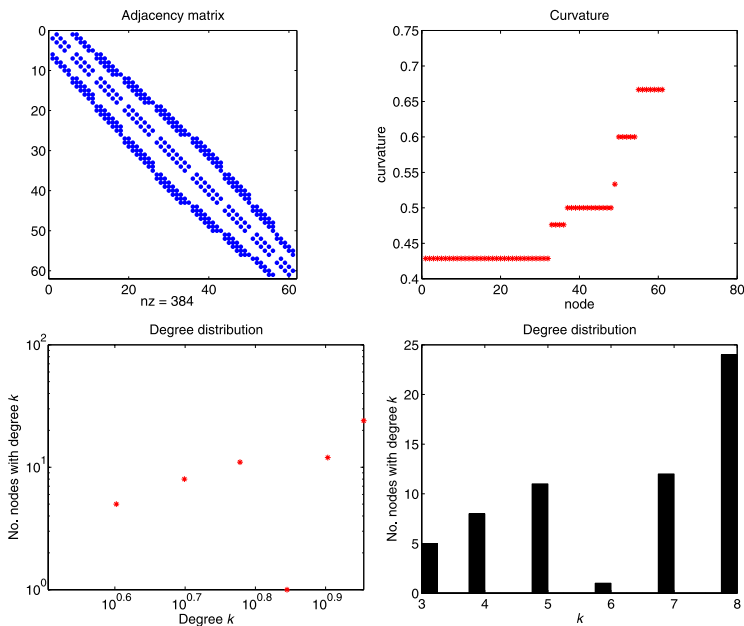 Adjacency matrix
0
10
20
30
40
50
60
0 20 40 60
nz = 384
Curvature
0.75
0.7
0.65
0.6
0.55
0.5
0.45
0.4
curvature
0 20 40 60 80
node
Degree distribution
10^2
10^1
10^0
No. nodes with degree k
10^0.6 10^0.7 10^0.8 10^0.9
Degree k
Degree distribution
25
20
15
10
5
0
No. nodes with degree k
3 4 5 6 7 8
k